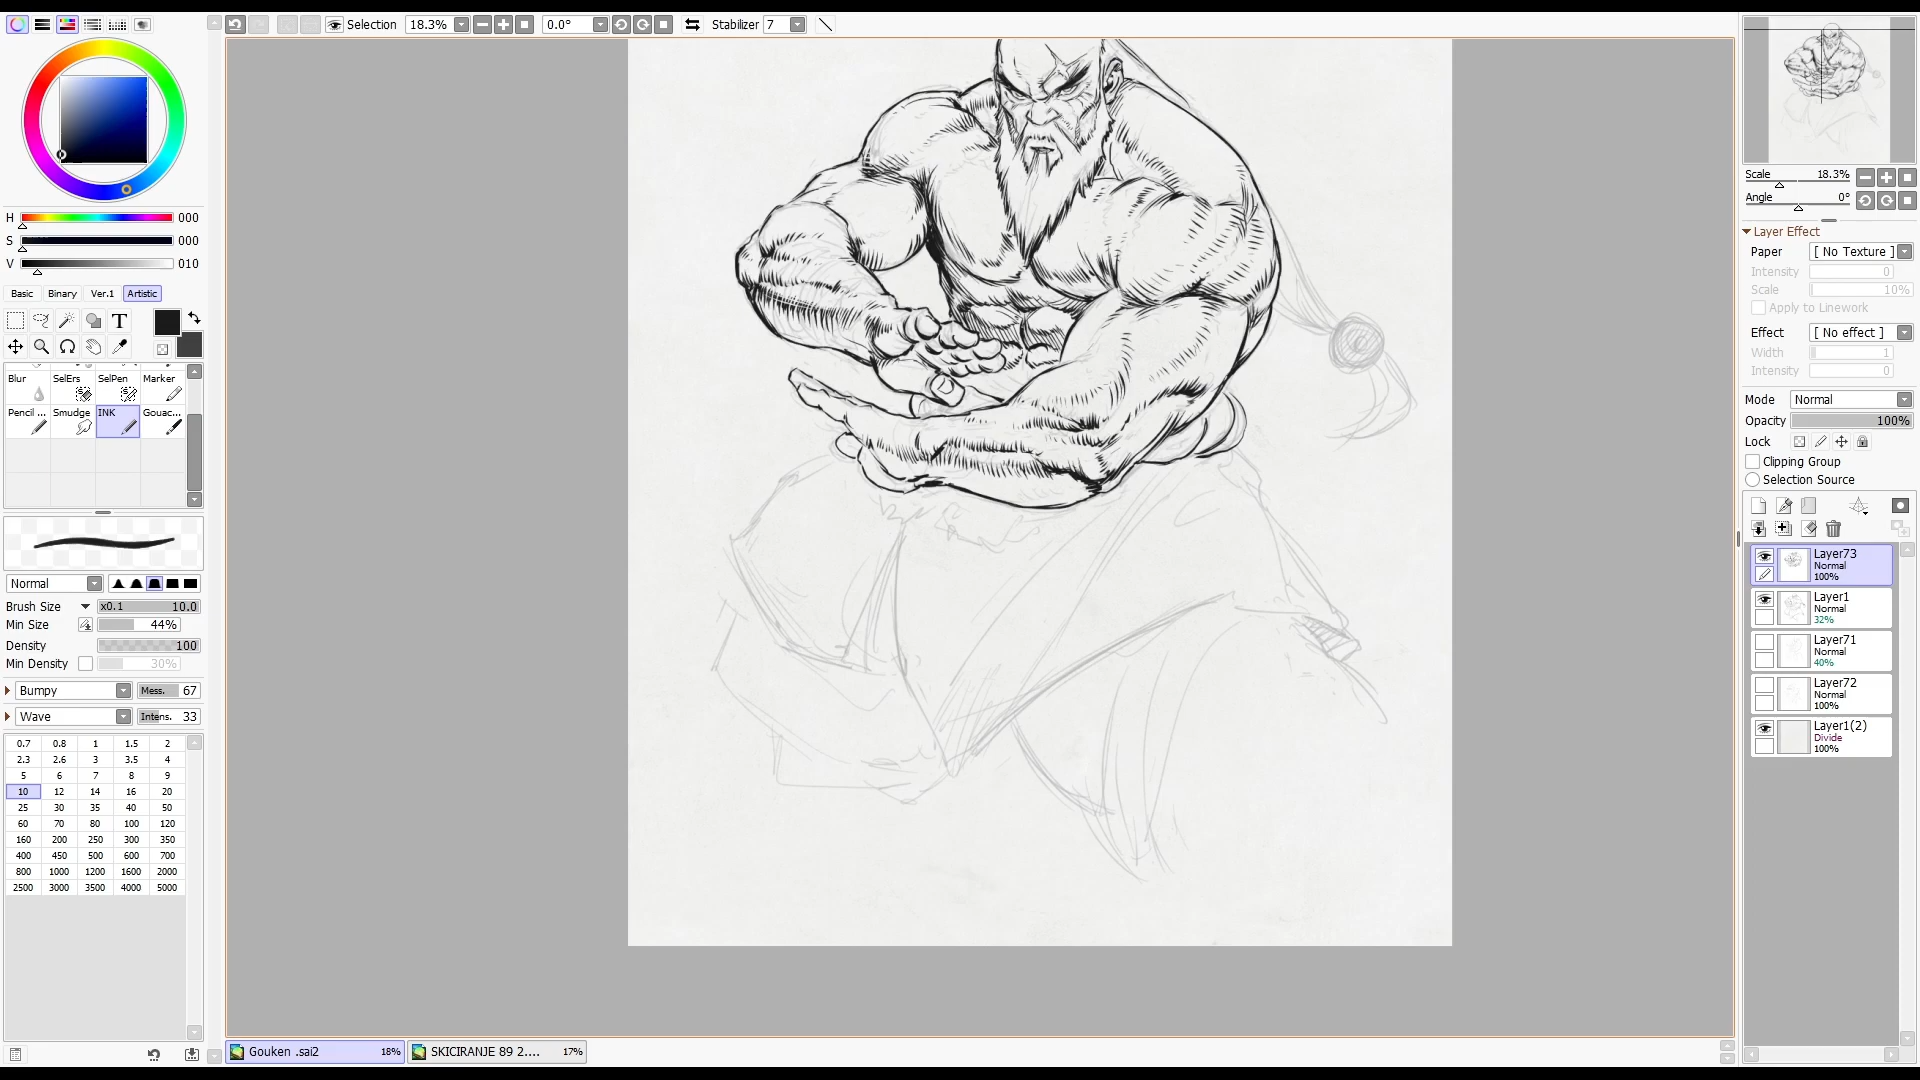 Selection 18.3% 0.0° Stabilizer 7
H 000
S 000
V 010
Basic Binary Ver.1 Artistic
T
Blur SelErs SelPen Marker
Pencil ... Smudge INK Gouac...
Normal
Brush Size x0.1 10.0
Min Size 44%
Density 100
Min Density 30%
Bumpy Mess. 67
Wave Intens. 33
0.7 0.8 1 1.5 2
2.3 2.6 3 3.5 4
5 6 7 8 9
10 12 14 16 20
25 30 35 40 50
60 70 80 100 120
160 200 250 300 350
400 450 500 600 700
800 1000 1200 1600 2000
2500 3000 3500 4000 5000
Gouken .sai2 18% SKICIRANJE 89 2.... 17%
Scale 18.3%
Angle 0°
Layer Effect
Paper [ No Texture ]
Intensity 0
Scale 10%
Apply to Linework
Effect [ No effect ]
Width 1
Intensity 0
Mode Normal
Opacity 100%
Lock
Clipping Group
Selection Source
Layer73
Normal
100%
Layer1
Normal
32%
Layer71
Normal
40%
Layer72
Normal
100%
Layer1(2)
Divide
100%